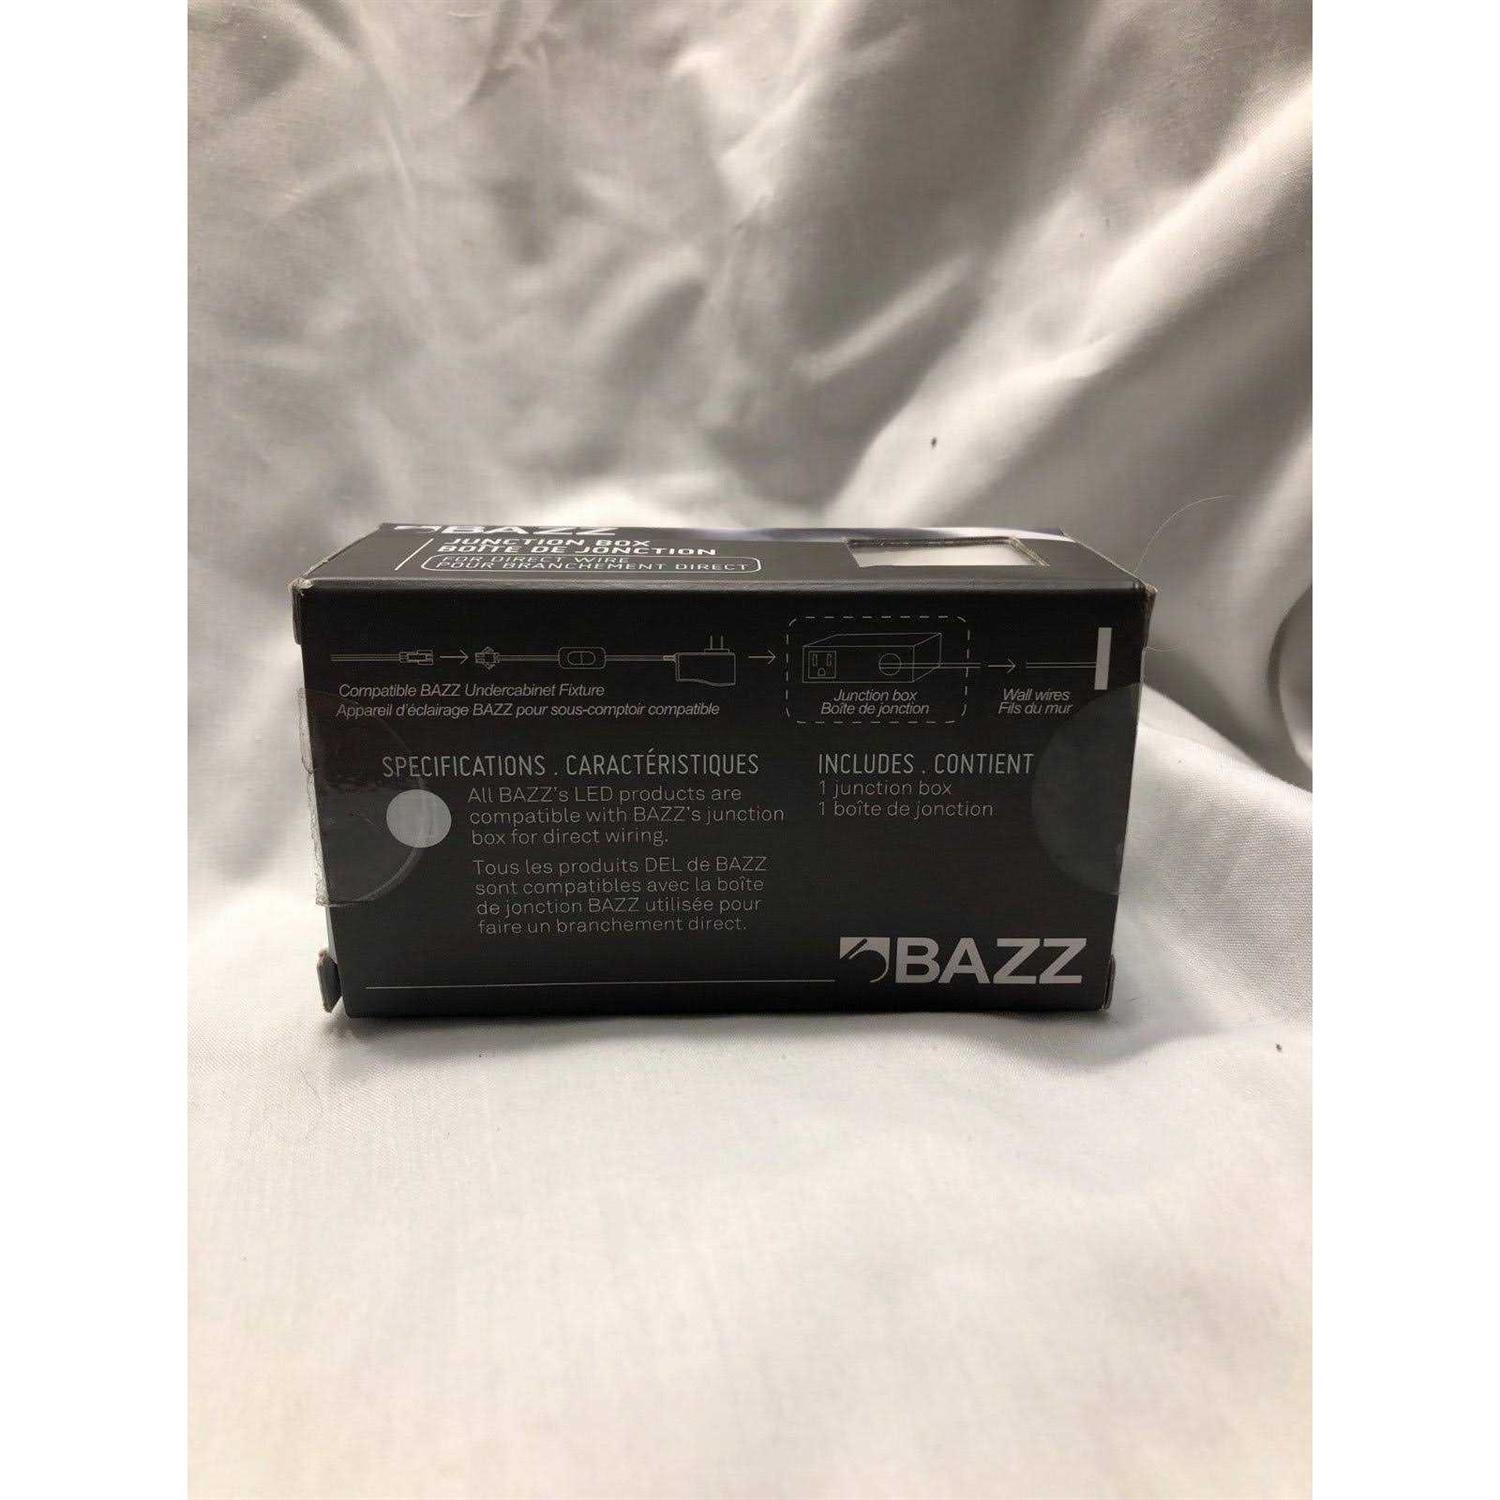 BAZZ
JUNCTION BOX
BOÎTE DE JONCTION
FOR DIRECT WIRE
POUR BRANCHEMENT DIRECT
Compatible BAZZ Undercabinet Fixture
Appareil d'éclairage BAZZ pour sous-comptoir compatible
Junction box
Boîte de jonction
Wall wires
Fils du mur
SPECIFICATIONS . CARACTÉRISTIQUES
All BAZZ's LED products are
compatible with BAZZ's junction
box for direct wiring.
Tous les produits DEL de BAZZ
sont compatibles avec la boîte
de jonction BAZZ utilisée pour
faire un branchement direct.
INCLUDES . CONTIENT
1 junction box
1 boîte de jonction
BAZZ